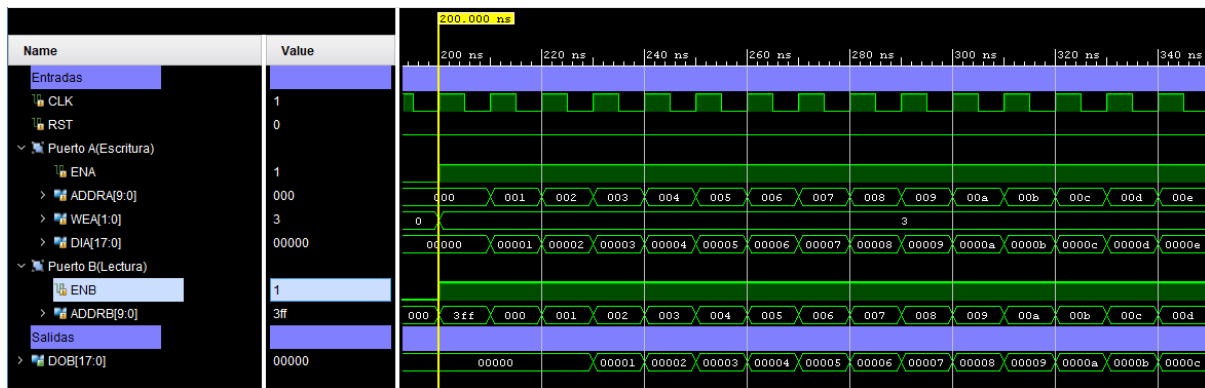 200.000 ns
Name Value
200 ns 220 ns 240 ns 260 ns 280 ns 300 ns 320 ns 340 ns
Entradas
CLK 1
RST 0
Puerto A(Escritura)
ENA 1
ADDRA[9:0] 000 000 001 002 003 004 005 006 007 008 009 00a 00b 00c 00d 00e
WEA[1:0] 3 0 3
DIA[17:0] 00000 00000 00001 00002 00003 00004 00005 00006 00007 00008 00009 0000a 0000b 0000c 0000d 0000e
Puerto B(Lectura)
ENB 1
ADDRB[9:0] 3ff 000 3ff 000 001 002 003 004 005 006 007 008 009 00a 00b 00c 00d
Salidas
DOB[17:0] 00000 00000 00001 00002 00003 00004 00005 00006 00007 00008 00009 0000a 0000b 0000c